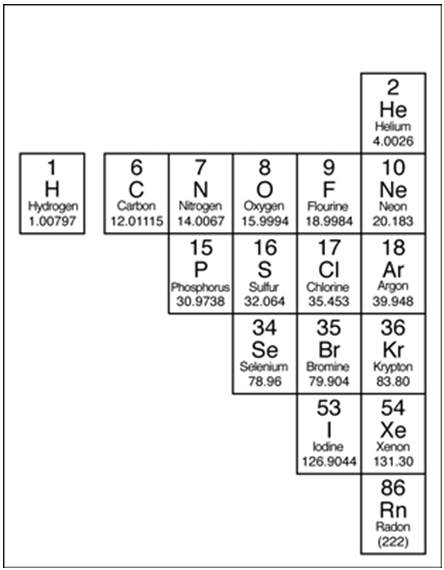 2
He
Helium
4.0026
1
H
Hydrogen
1.00797
6
C
Carbon
12.01115
7
N
Nitrogen
14.0067
8
O
Oxygen
15.9994
9
F
Flourine
18.9984
10
Ne
Neon
20.183
15
P
Phosphorus
30.9738
16
S
Sulfur
32.064
17
Cl
Chlorine
35.453
18
Ar
Argon
39.948
34
Se
Selenium
78.96
35
Br
Bromine
79.904
36
Kr
Krypton
83.80
53
I
Iodine
126.9044
54
Xe
Xenon
131.30
86
Rn
Radon
(222)